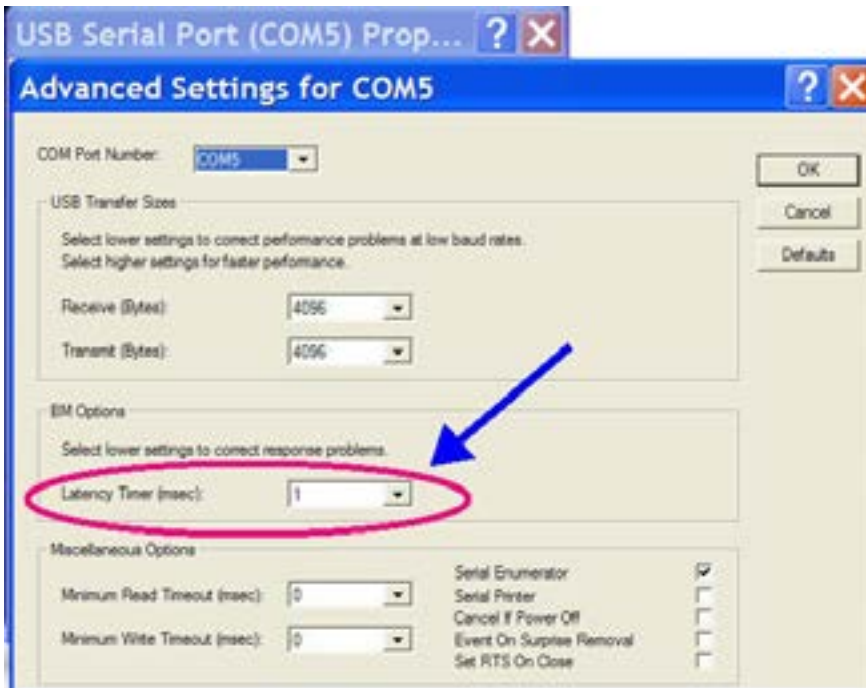 USB Serial Port (COM5) Prop... ? X
Advanced Settings for COM5 ? X
COM Port Number: COM5
OK
USB Transfer Sizes
Cancel
Select lower settings to correct performance problems at low baud rates.
Defaults
Select higher settings for faster performance.
Receive (Bytes): 4096
Transmit (Bytes): 4096
BM Options
Select lower settings to correct response problems.
Latency Timer (msec): 1
Miscellaneous Options
Serial Enumerator
Minimum Read Timeout (msec): 0
Serial Printer
Cancel If Power Off
Minimum Write Timeout (msec): 0
Event On Surprise Removal
Set RTS On Close